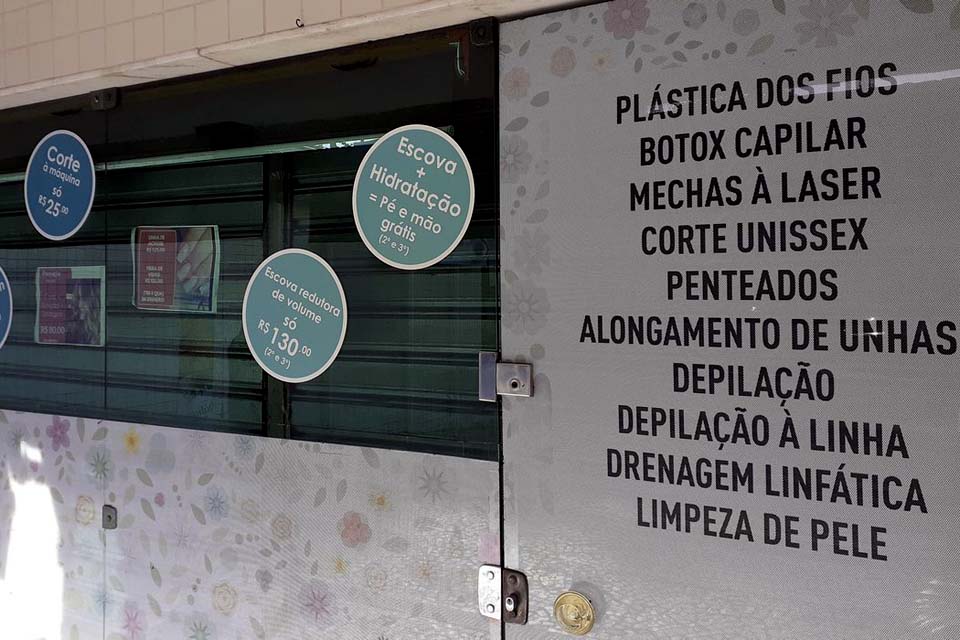 Corte
à máquina
só
R$ 25,00
Escova
+
Hidratação
= Pé e mão
grátis
(2ª e 3ª)
Escova redutora
de volume
só
R$ 130,00
(2ª e 3ª)
R$ 80,00
PLÁSTICA DOS FIOS
BOTOX CAPILAR
MECHAS À LASER
CORTE UNISSEX
PENTEADOS
ALONGAMENTO DE UNHAS
DEPILAÇÃO
DEPILAÇÃO À LINHA
DRENAGEM LINFÁTICA
LIMPEZA DE PELE